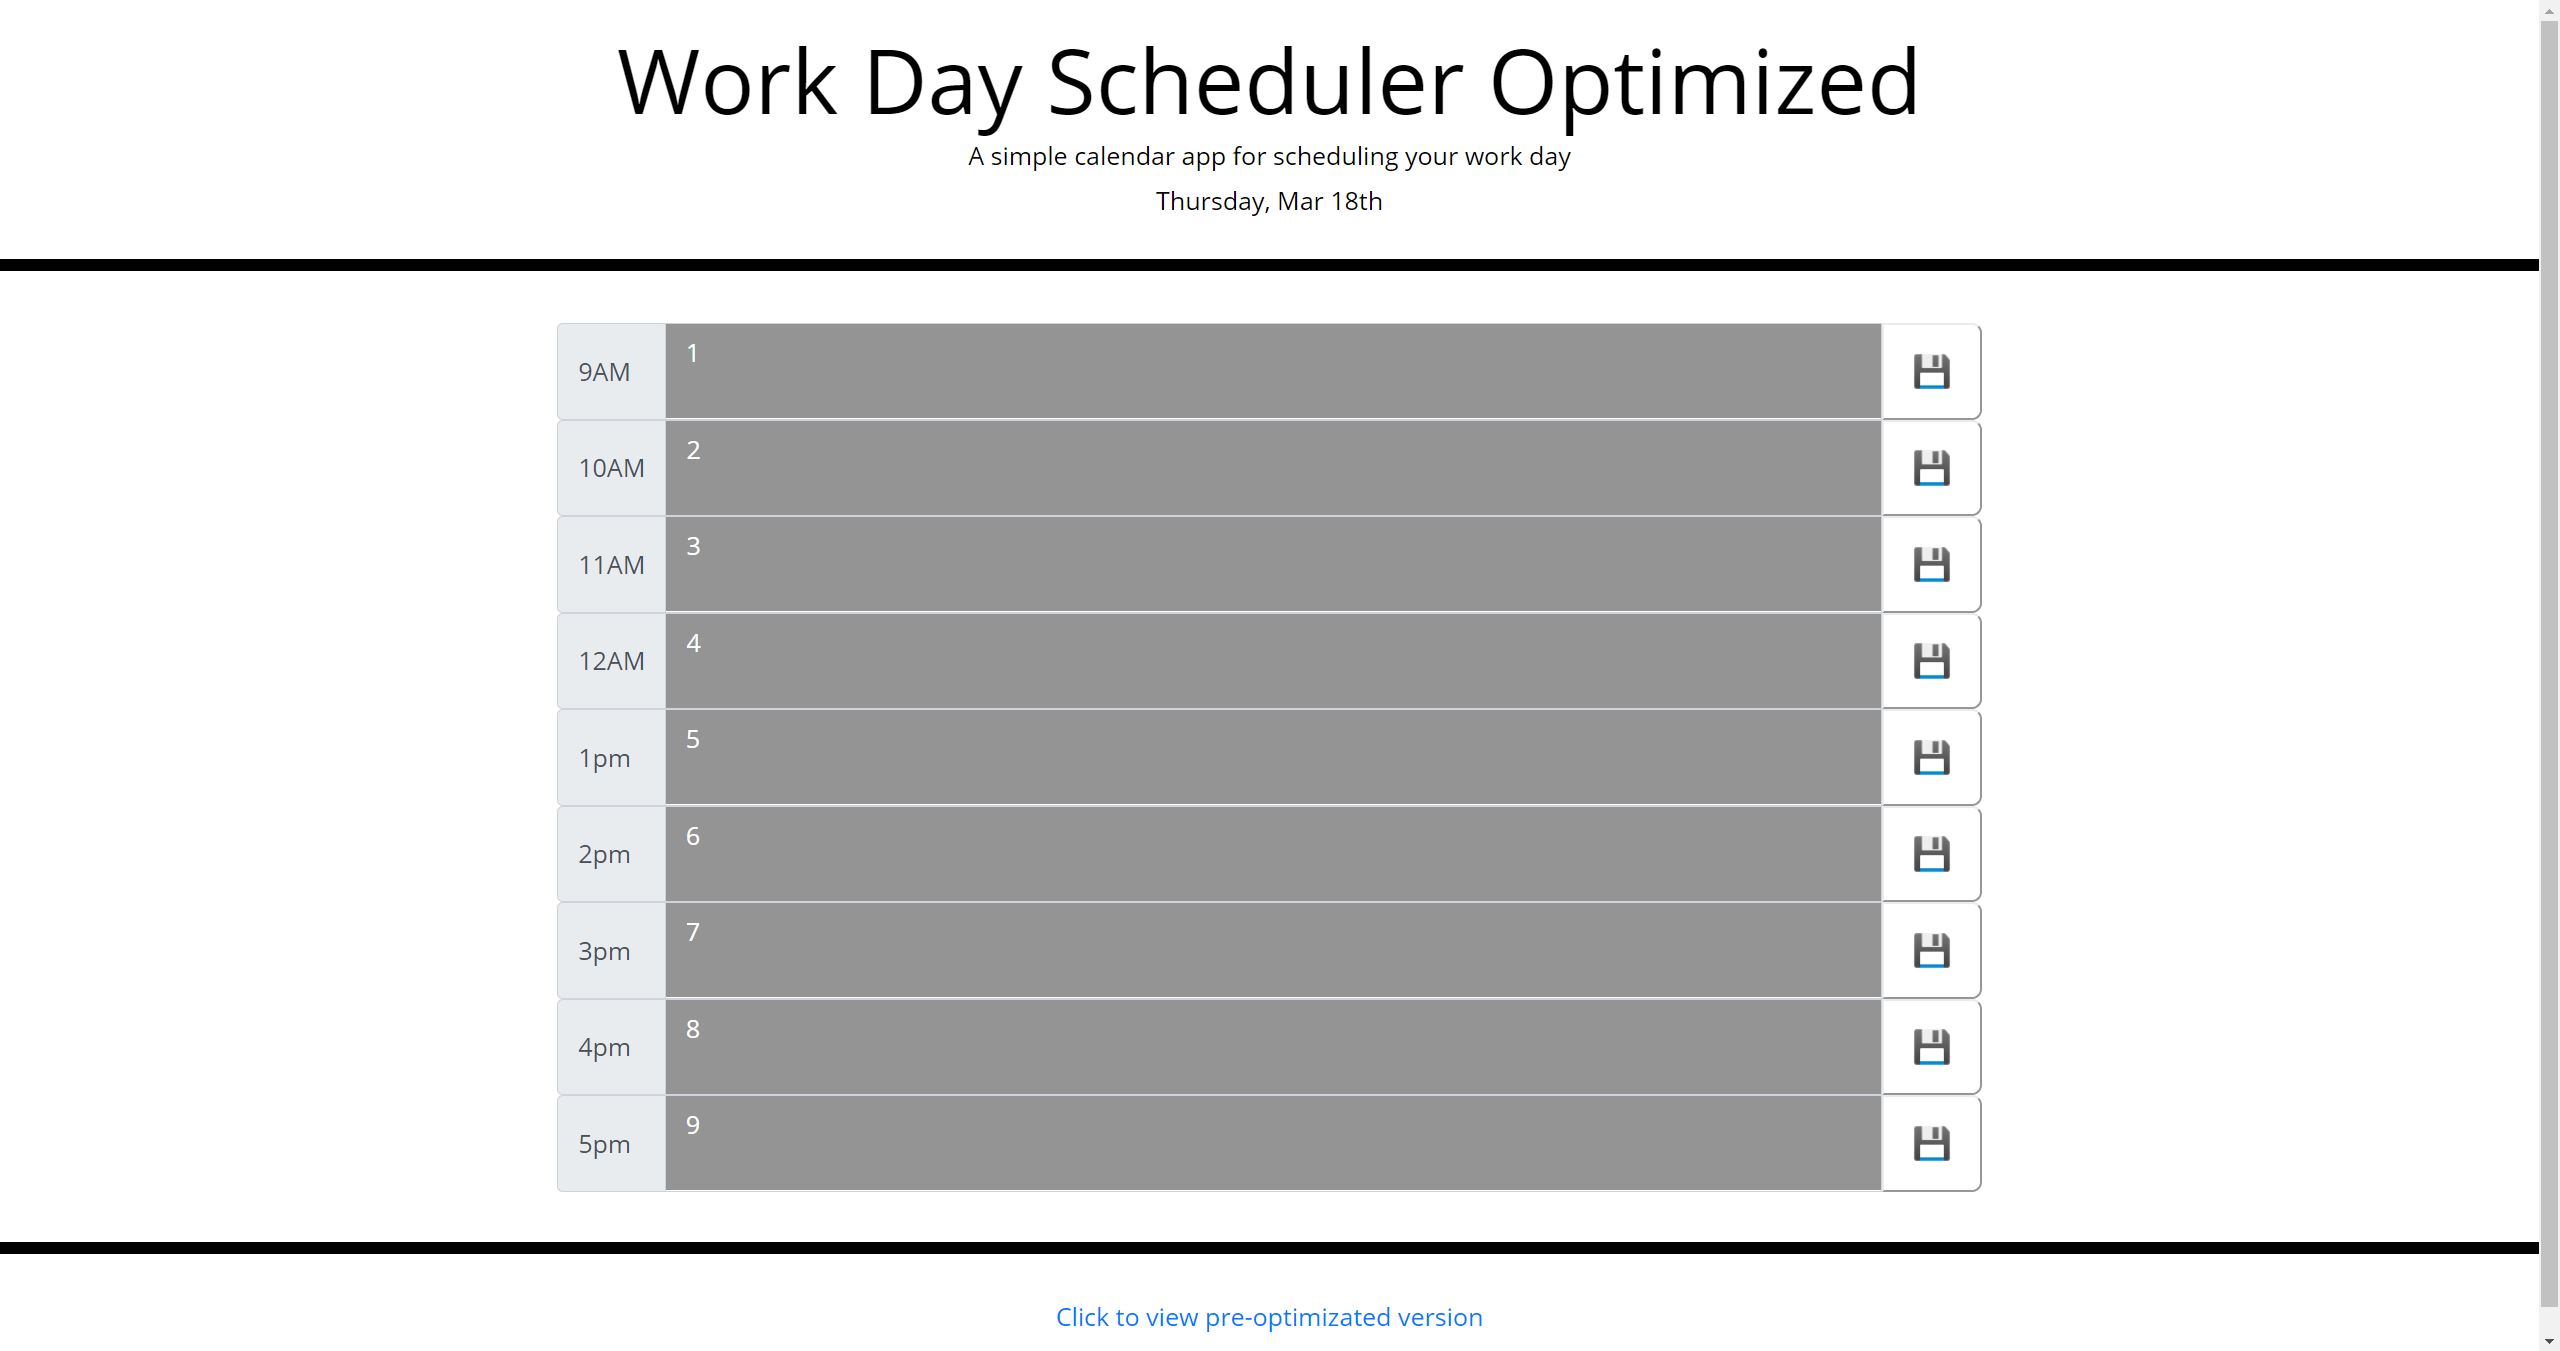 Work Day Scheduler Optimized
A simple calendar app for scheduling your work day
Thursday, Mar 18th
9AM 1
10AM 2
11AM 3
12AM 4
1pm 5
2pm 6
3pm 7
4pm 8
5pm 9
Click to view pre-optimizated version